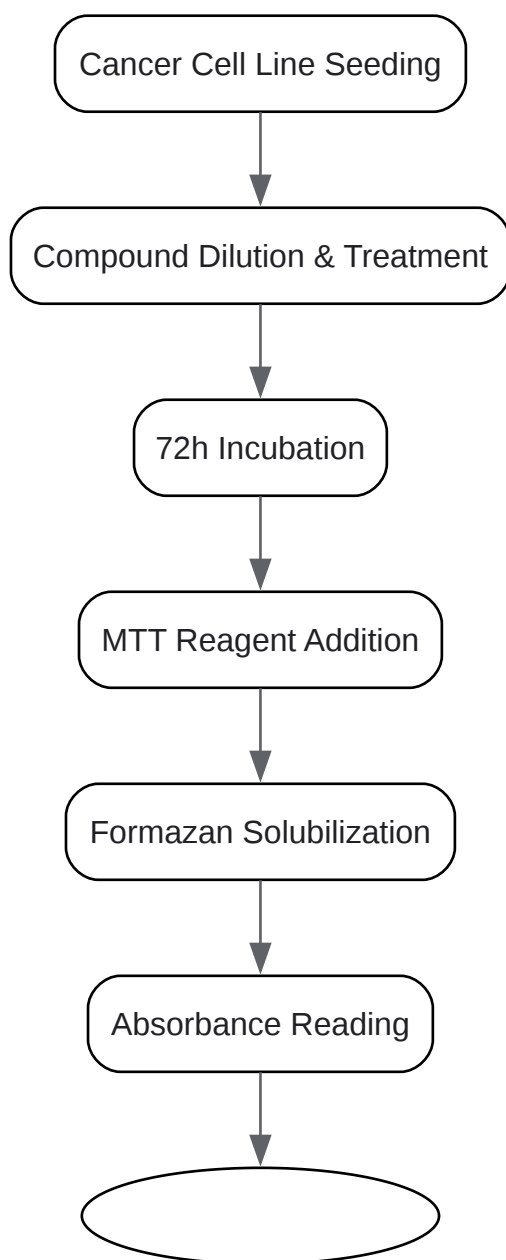 Cancer Cell Line Seeding
Compound Dilution & Treatment
72h Incubation
MTT Reagent Addition
Formazan Solubilization
Absorbance Reading